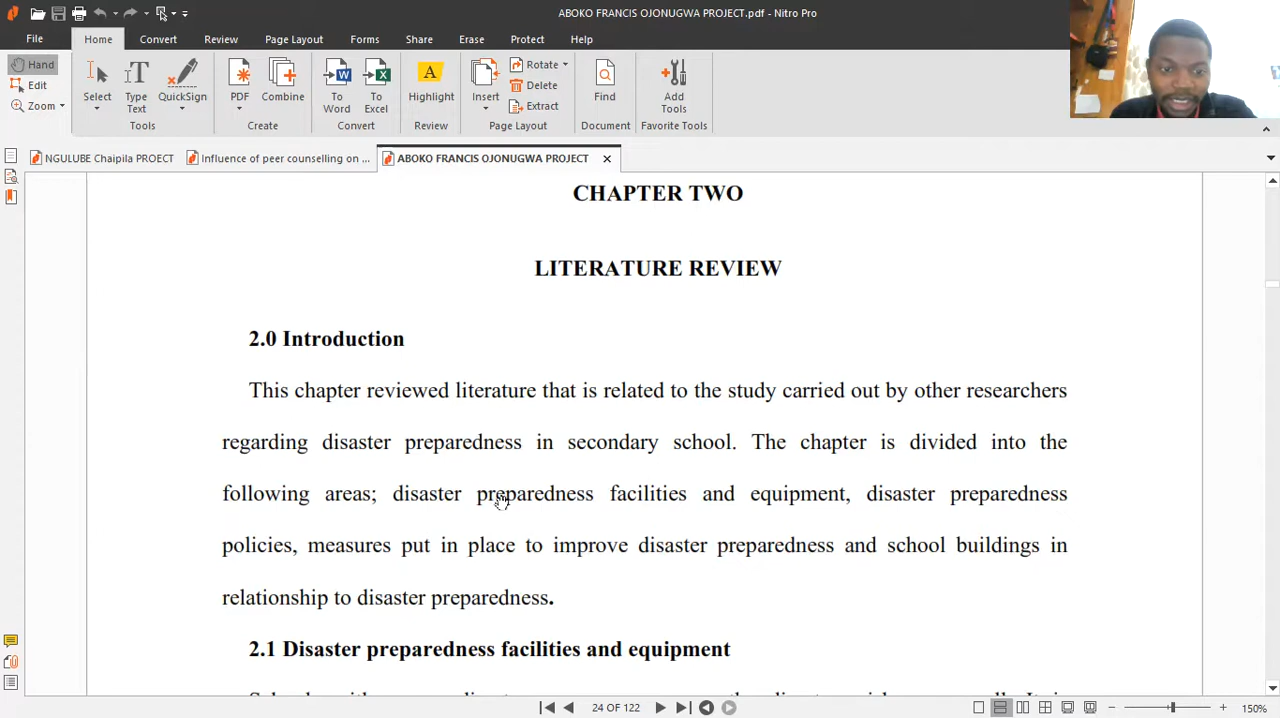 ABOKO FRANCIS OJONUGWA PROJECT.pdf - Nitro Pro
File Home Convert Review Page Layout Forms Share Erase Protect Help
Hand
Edit
Zoom
Select
Type Text
QuickSign
Tools
PDF
Combine
Create
To Word
To Excel
Convert
Highlight
Review
Insert
Rotate
Delete
Extract
Page Layout
Find
Document
Add Tools
Favorite Tools
NGULUBE Chaipila PROECT Influence of peer counselling on ... ABOKO FRANCIS OJONUGWA PROJECT
CHAPTER TWO
LITERATURE REVIEW
2.0 Introduction
This chapter reviewed literature that is related to the study carried out by other researchers
regarding disaster preparedness in secondary school. The chapter is divided into the
following areas; disaster preparedness facilities and equipment, disaster preparedness
policies, measures put in place to improve disaster preparedness and school buildings in
relationship to disaster preparedness.
2.1 Disaster preparedness facilities and equipment
24 OF 122
150%